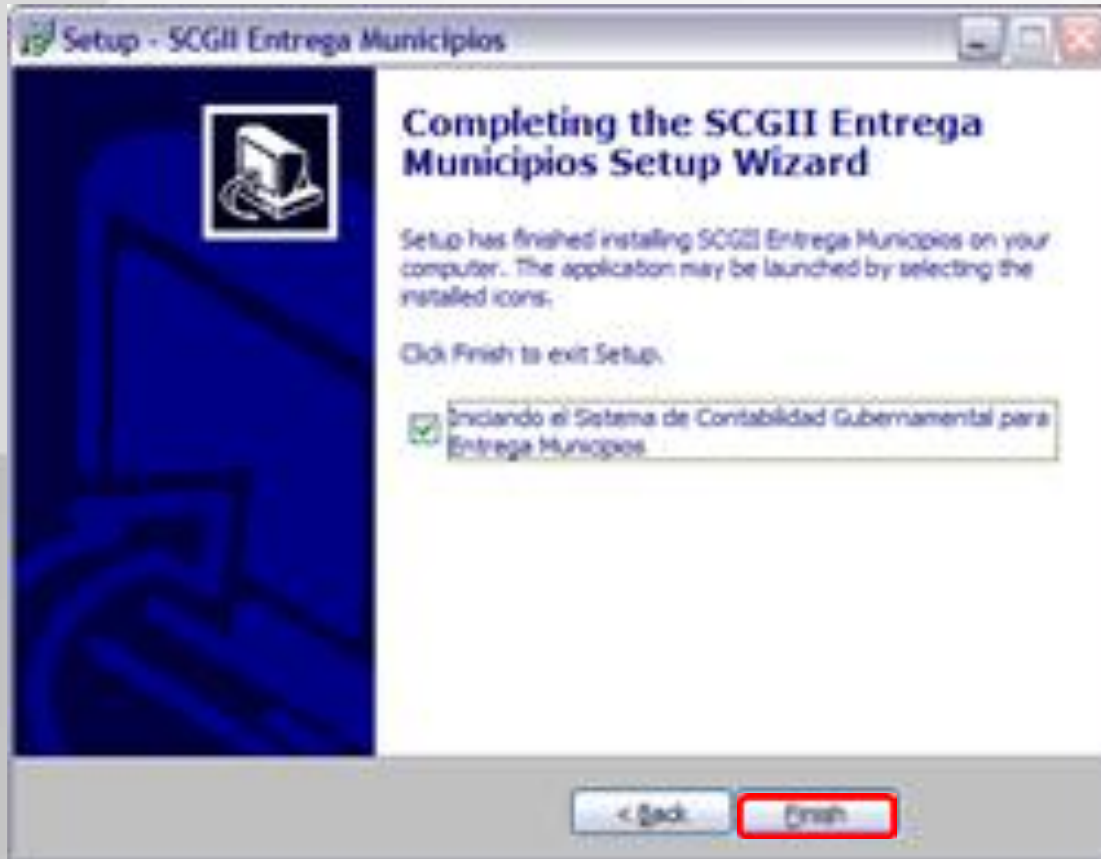 Setup - SCGII Entrega Municipios
Completing the SCGII Entrega
Municipios Setup Wizard
Setup has finished installing SCGII Entrega Municipios on your
computer. The application may be launched by selecting the
installed icons.
Click Finish to exit Setup.
Iniciando el Sistema de Contabilidad Gubernamental para
Entrega Municipios
< Back
Finish